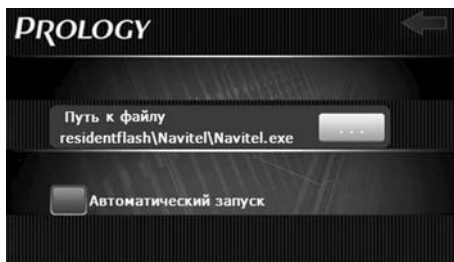 PROLOGY
Путь к файлу
residentflash\Navitel\Navitel.exe
...
Автоматический запуск